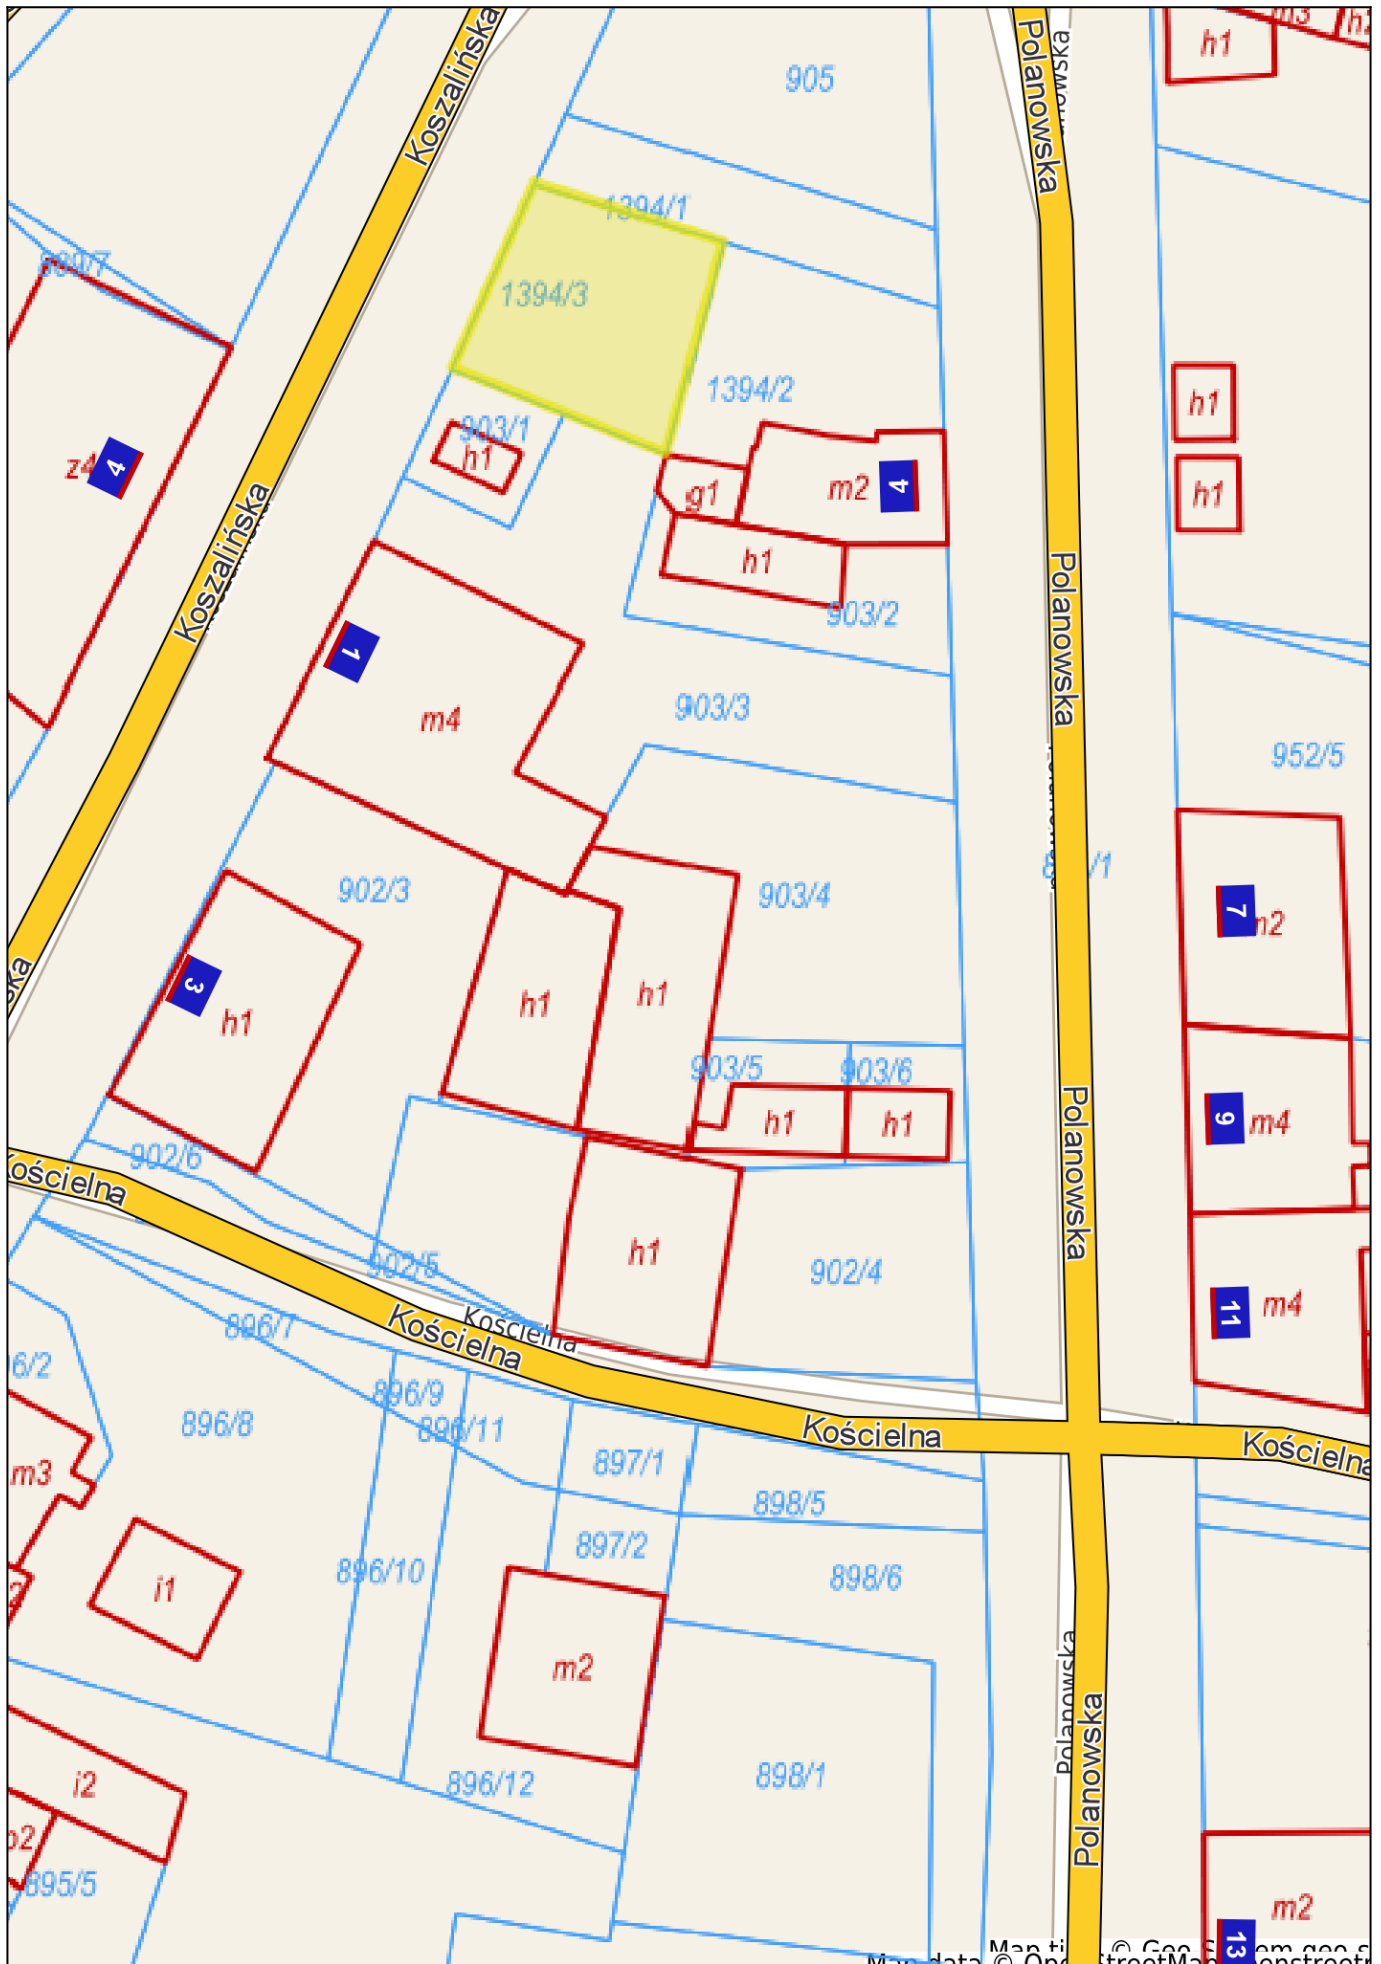 Koszalińska
Polanowska
h1
m3
905
1394/1
1394/3
1394/2
903/1
h1
h1
z4
4
g1
m2
4
h1
h1
Koszalińska
903/2
Polanowska
1
m4
903/3
952/5
902/3
903/4
7
3
h1
h1
h1
903/5
903/6
h1
h1
9
m4
Polanowska
902/6
Kościelna
h1
902/4
902/5
11
m4
896/7
Kościelna
Kościelna
896/9
896/8
896/11
Kościelna
Kościelna
897/1
m3
898/5
897/2
896/10
898/6
i1
m2
Polanowska
Polanowska
i2
896/12
898/1
895/5
m2
13